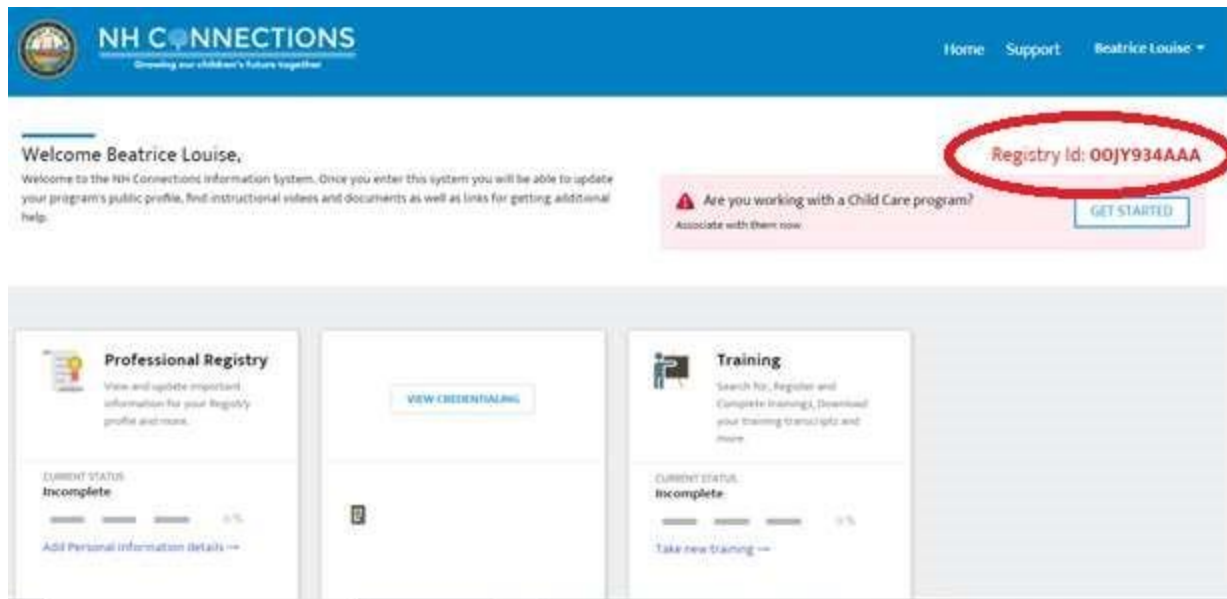 NH CONNECTIONS
Growing our children's future together
Home Support Beatrice Louise
Welcome Beatrice Louise,
Welcome to the NH Connections Information System. Once you enter this system you will be able to update
your program's public profile, find instructional videos and documents as well as links for getting additional
help.
Registry Id: 00JY934AAA
Are you working with a Child Care program?
Associate with them now
GET STARTED
Professional Registry
View and update important
information for your Registry
profile and more.
CURRENT STATUS
Incomplete
0%
Add Personal Information details →
VIEW CREDENTIALING
Training
Search for, Register and
Complete trainings, Download
your training transcripts and
more
CURRENT STATUS
Incomplete
0%
Take new training →